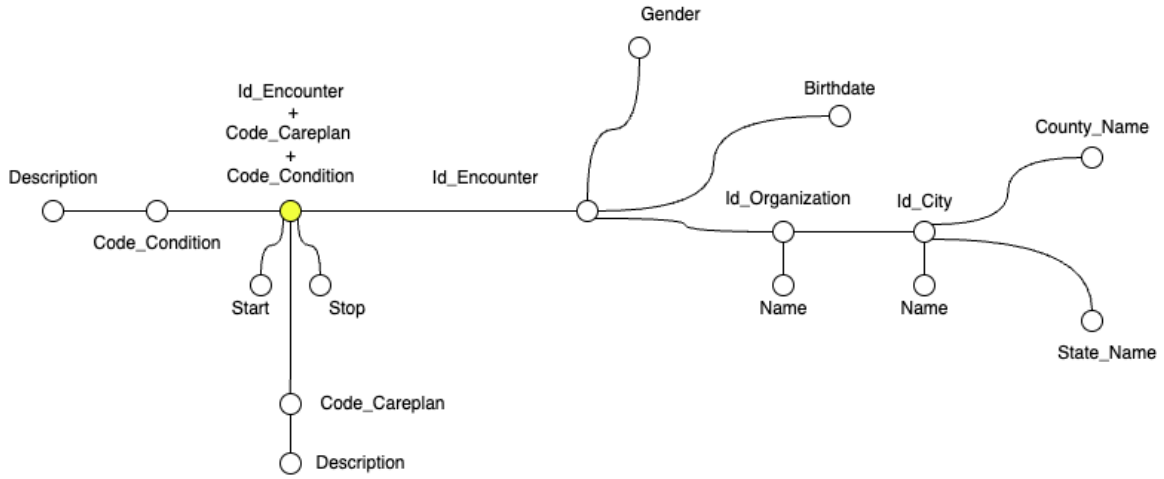 Gender
Birthdate
Id_Encounter
+
Code_Careplan
+
Code_Condition
County_Name
Description
Id_Encounter
Id_Organization
Id_City
Code_Condition
Start
Stop
Name
Name
State_Name
Code_Careplan
Description